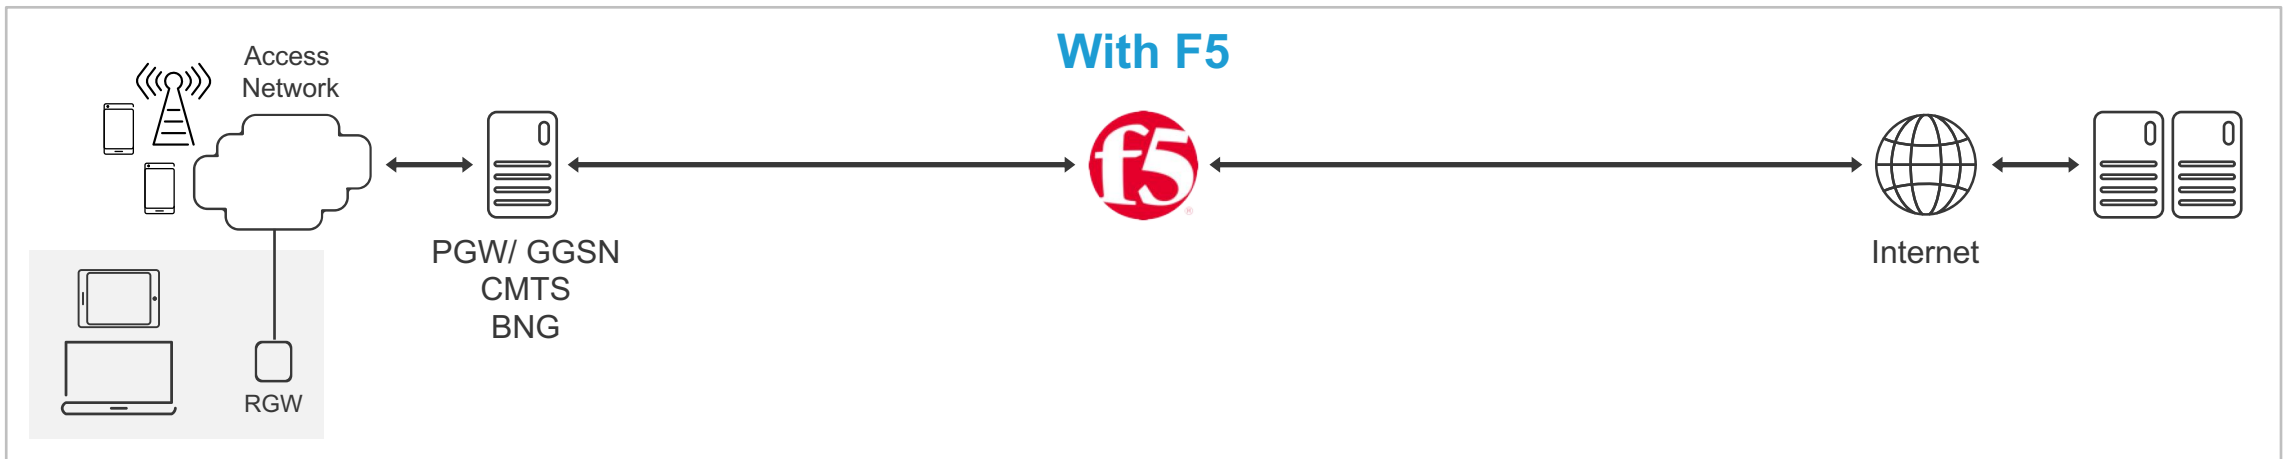 With F5
Access
Network
f5
PGW/ GGSN
CMTS
BNG
Internet
RGW